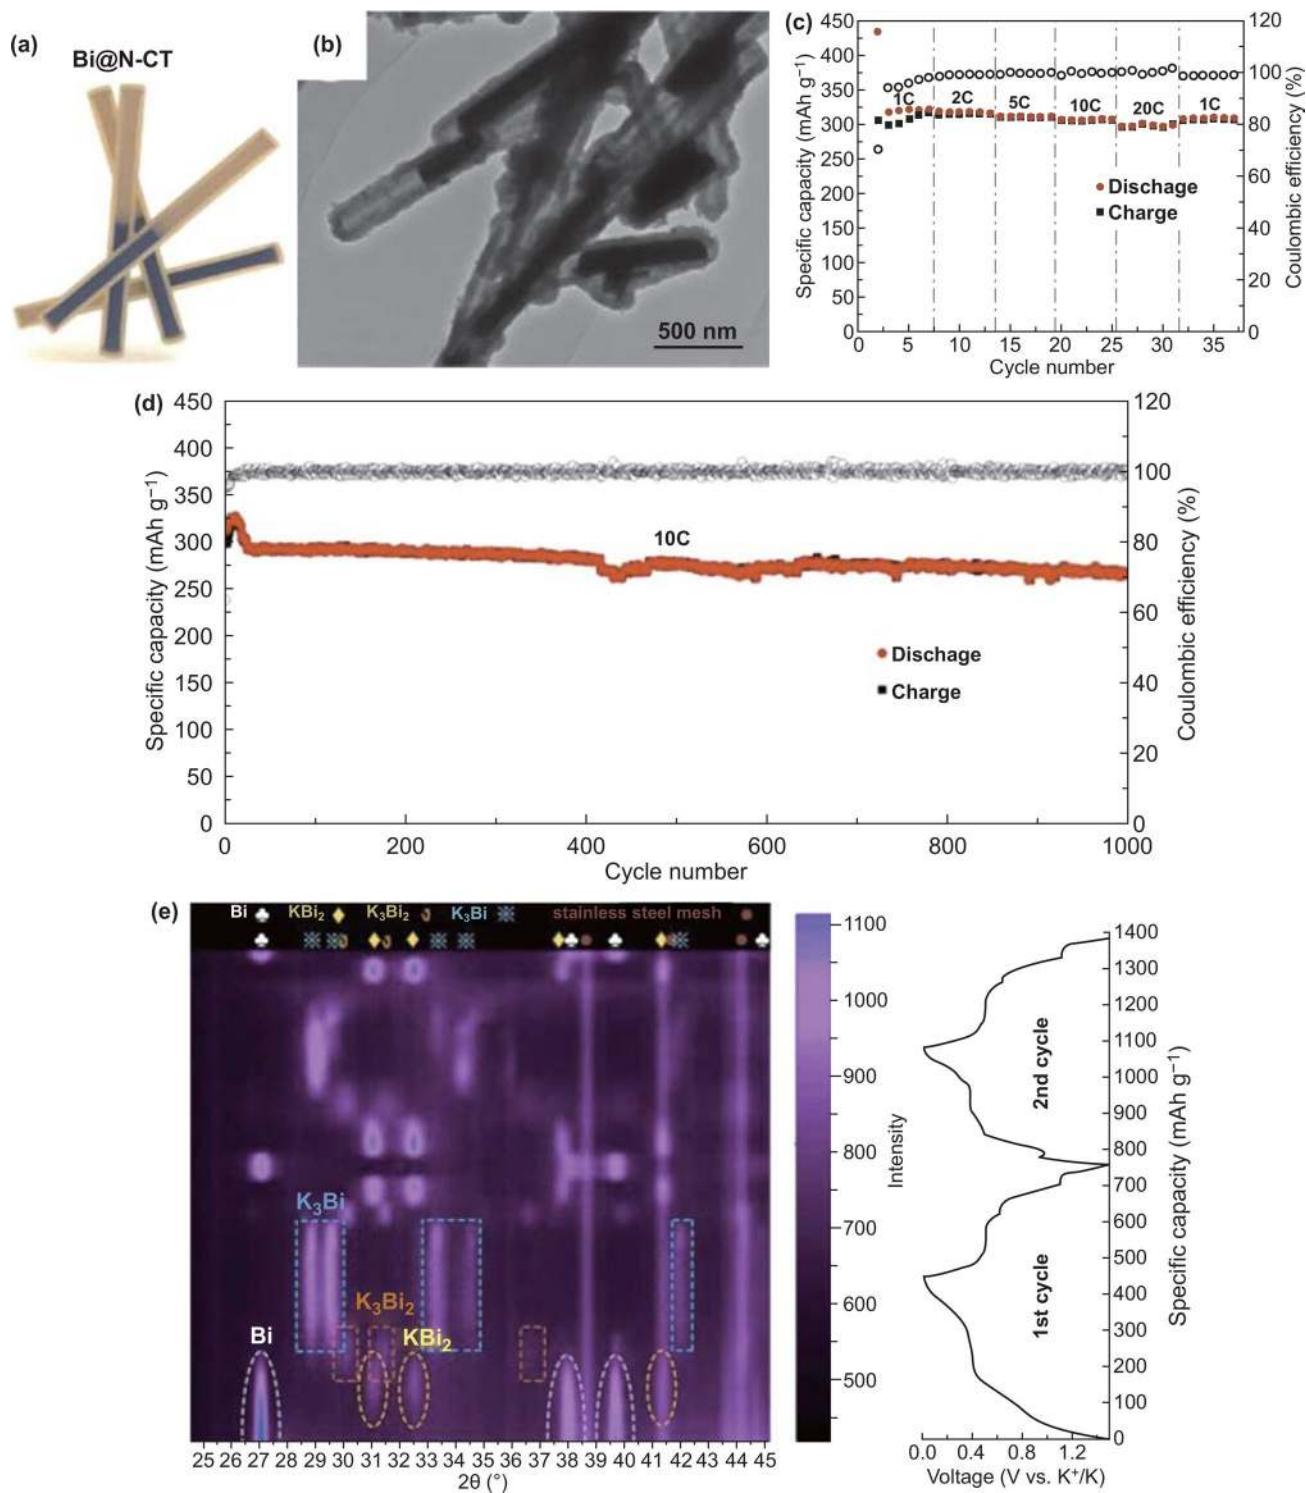 (a)
Bi@N-CT
(b)
500 nm
(c)
Specific capacity (mAh g⁻¹)
450
400
350
300
250
200
150
100
50
0
1C
2C
5C
10C
20C
1C
Dischage
Charge
120
100
80
60
40
20
0
Coulombic efficiency (%)
0 5 10 15 20 25 30 35
Cycle number
(d)
Specific capacity (mAh g⁻¹)
450
400
350
300
250
200
150
100
50
0
10C
Dischage
Charge
120
100
80
60
40
20
0
Coulombic efficiency (%)
0 200 400 600 800 1000
Cycle number
(e)
Bi KBi₂ K₃Bi₂ K₃Bi stainless steel mesh
K₃Bi
K₃Bi₂
Bi
KBi₂
25 26 27 28 29 30 31 32 33 34 35 36 37 38 39 40 41 42 43 44 45
2θ (°)
1100
1000
900
800
700
600
500
Intensity
2nd cycle
1st cycle
1400
1300
1200
1100
1000
900
800
700
600
500
400
300
200
100
0
Specific capacity (mAh g⁻¹)
0.0 0.4 0.8 1.2
Voltage (V vs. K⁺/K)